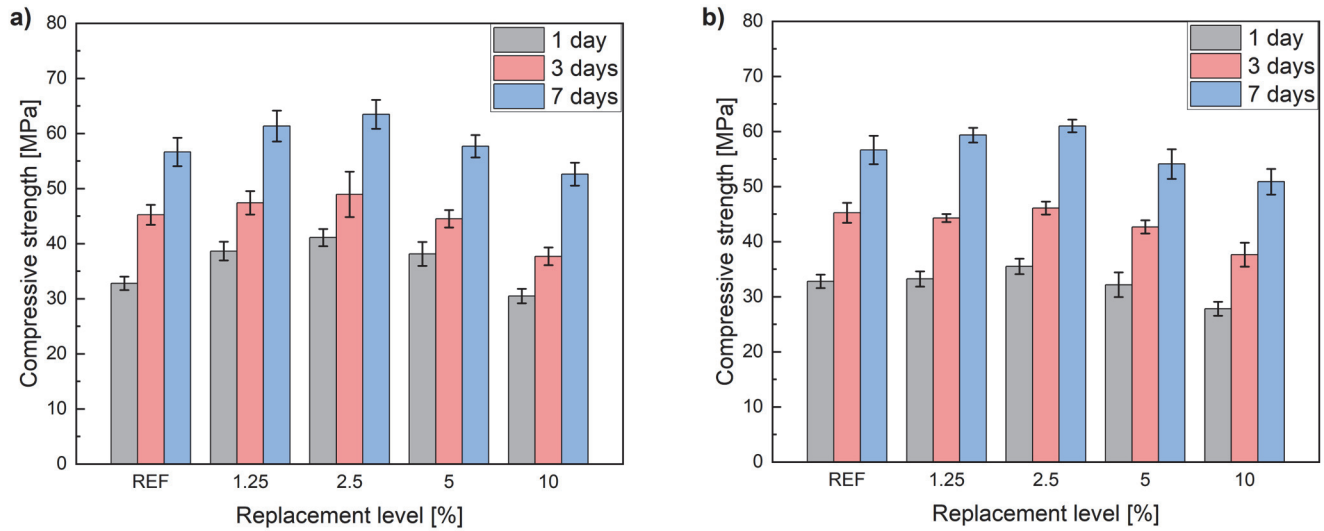 a)
80
70
60
50
40
30
20
10
0
Compressive strength [MPa]
1 day
3 days
7 days
REF 1.25 2.5 5 10
Replacement level [%]
b)
80
70
60
50
40
30
20
10
0
Compressive strength [MPa]
1 day
3 days
7 days
REF 1.25 2.5 5 10
Replacement level [%]